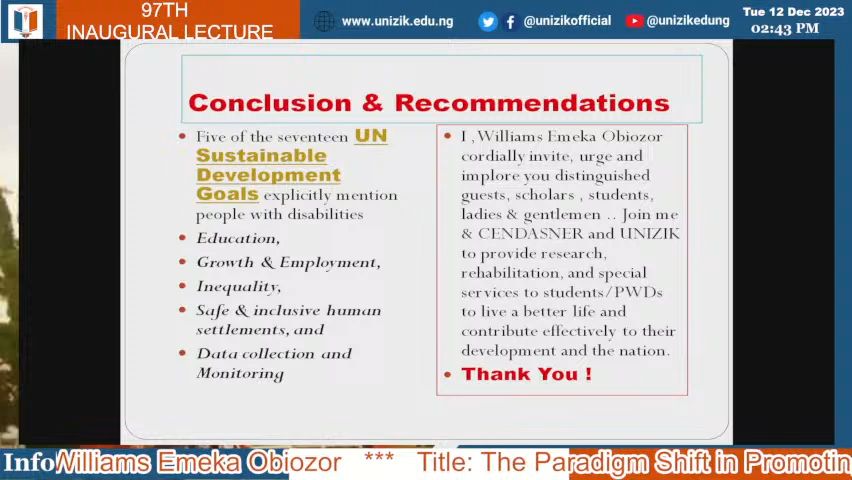 97TH
INAUGURAL LECTURE
www.unizik.edu.ng
@unizikofficial
@unizikedung
Tue 12 Dec 2023
02:43 PM
Conclusion & Recommendations
Five of the seventeen UN
Sustainable
Development
Goals explicitly mention
people with disabilities
Education,
Growth & Employment,
Inequality,
Safe & inclusive human
settlements, and
Data collection and
Monitoring
I ,Williams Emeka Obiozor
cordially invite, urge and
implore you distinguished
guests, scholars , students,
ladies & gentlemen .. Join me
& CENDASNER and UNIZIK
to provide research,
rehabilitation, and special
services to students/PWDs
to live a better life and
contribute effectively to their
development and the nation.
Thank You !
Info
Williams Emeka Obiozor *** Title: The Paradigm Shift in Promotin